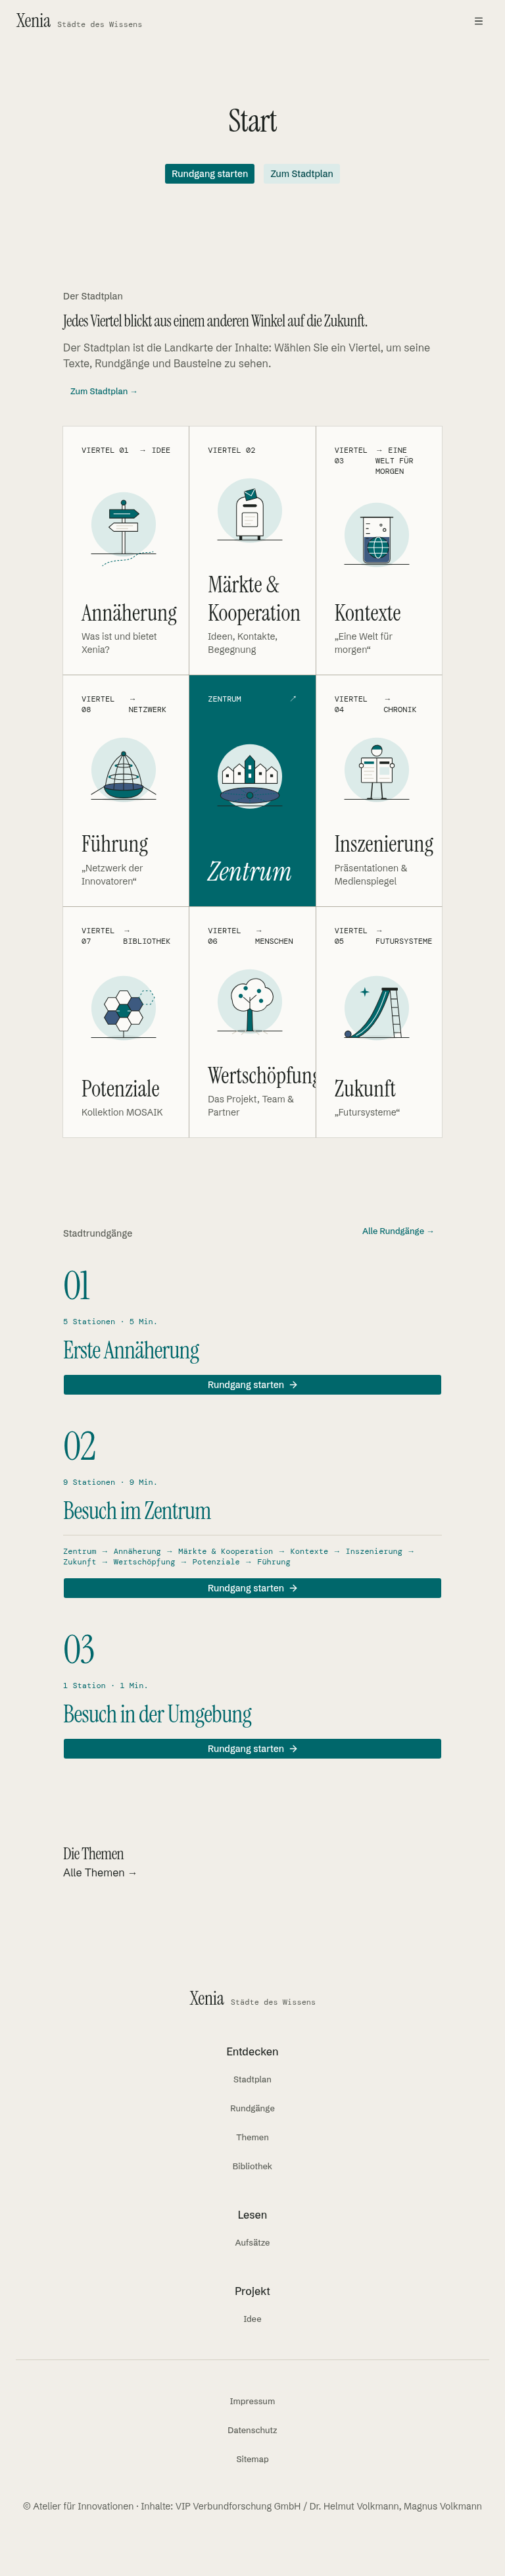 Xenia Städte des Wissens
Start
Rundgang starten
Zum Stadtplan
Der Stadtplan
Jedes Viertel blickt aus einem anderen Winkel auf die Zukunft.
Der Stadtplan ist die Landkarte der Inhalte: Wählen Sie ein Viertel, um seine
Texte, Rundgänge und Bausteine zu sehen.
Zum Stadtplan →
VIERTEL 01 → IDEE
Annäherung
Was ist und bietet
Xenia?
VIERTEL 02
Märkte &
Kooperation
Ideen, Kontakte,
Begegnung
VIERTEL
03
→ EINE
WELT FÜR
MORGEN
Kontexte
„Eine Welt für
morgen“
VIERTEL
08
→
NETZWERK
Führung
„Netzwerk der
Innovatoren“
ZENTRUM ↗
Zentrum
VIERTEL
04
→
CHRONIK
Inszenierung
Präsentationen &
Medienspiegel
VIERTEL
07
→
BIBLIOTHEK
Potenziale
Kollektion MOSAIK
VIERTEL
06
→
MENSCHEN
Wertschöpfung
Das Projekt, Team &
Partner
VIERTEL
05
→
FUTURSYSTEME
Zukunft
„Futursysteme“
Stadtrundgänge
Alle Rundgänge →
01
5 Stationen · 5 Min.
Erste Annäherung
Rundgang starten →
02
9 Stationen · 9 Min.
Besuch im Zentrum
Zentrum → Annäherung → Märkte & Kooperation → Kontexte → Inszenierung →
Zukunft → Wertschöpfung → Potenziale → Führung
Rundgang starten →
03
1 Station · 1 Min.
Besuch in der Umgebung
Rundgang starten →
Die Themen
Alle Themen →
Xenia Städte des Wissens
Entdecken
Stadtplan
Rundgänge
Themen
Bibliothek
Lesen
Aufsätze
Projekt
Idee
Impressum
Datenschutz
Sitemap
© Atelier für Innovationen · Inhalte: VIP Verbundforschung GmbH / Dr. Helmut Volkmann, Magnus Volkmann